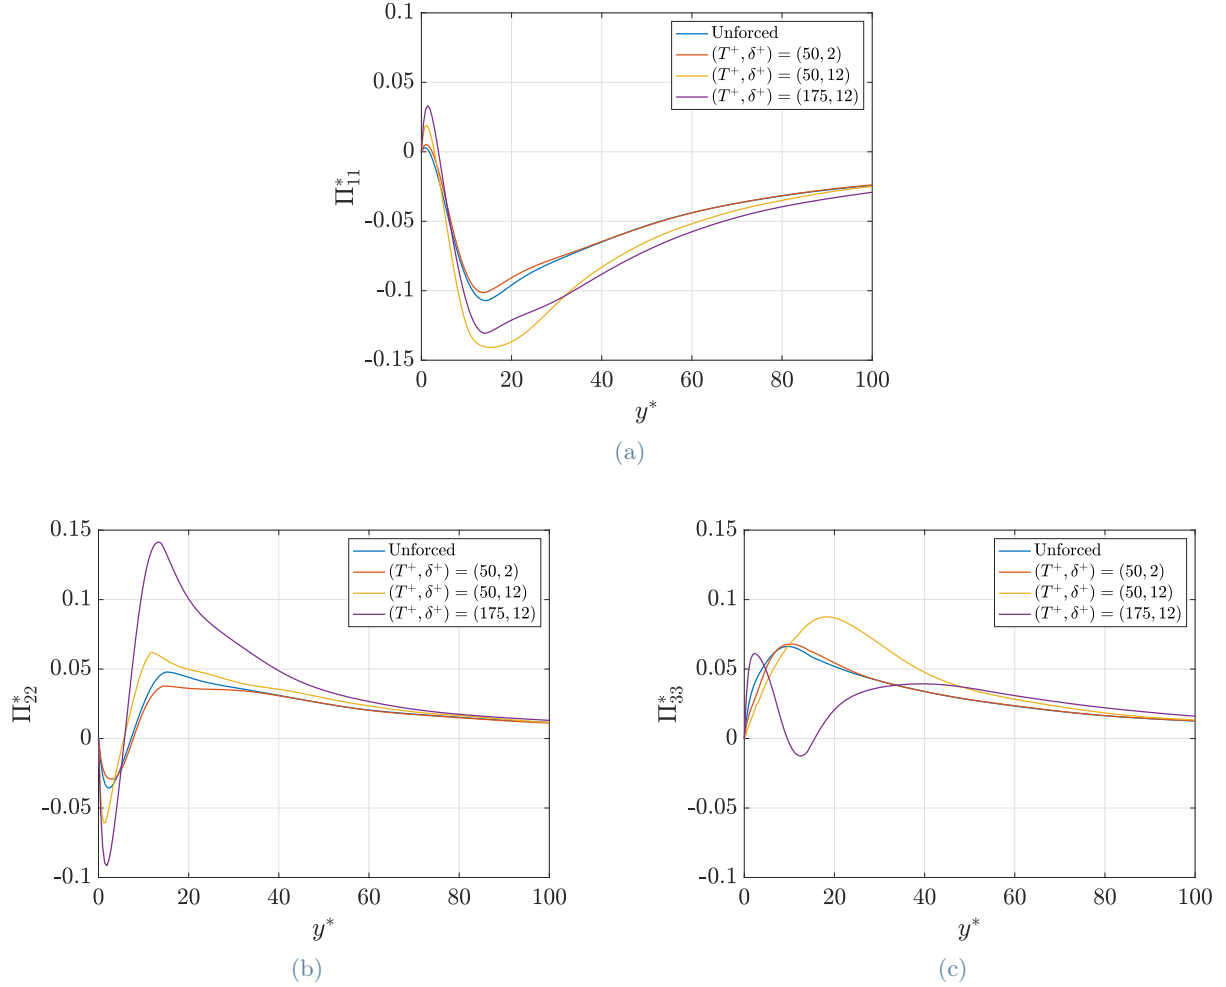 0.1
0.05
0
-0.05
-0.1
-0.15
Π*₁₁
Unforced
(T⁺, δ⁺) = (50, 2)
(T⁺, δ⁺) = (50, 12)
(T⁺, δ⁺) = (175, 12)
0 20 40 60 80 100
y*
(a)
0.15
0.1
0.05
0
-0.05
-0.1
Π*₂₂
Unforced
(T⁺, δ⁺) = (50, 2)
(T⁺, δ⁺) = (50, 12)
(T⁺, δ⁺) = (175, 12)
0 20 40 60 80 100
y*
(b)
0.15
0.1
0.05
0
-0.05
-0.1
Π*₃₃
Unforced
(T⁺, δ⁺) = (50, 2)
(T⁺, δ⁺) = (50, 12)
(T⁺, δ⁺) = (175, 12)
0 20 40 60 80 100
y*
(c)